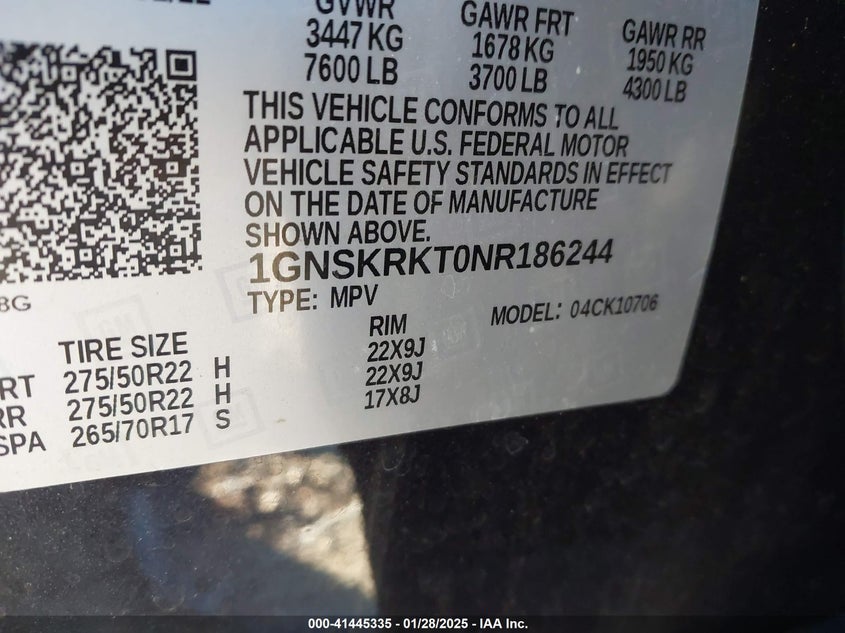 GVWR GAWR FRT GAWR RR
3447 KG 1678 KG 1950 KG
7600 LB 3700 LB 4300 LB
THIS VEHICLE CONFORMS TO ALL
APPLICABLE U.S. FEDERAL MOTOR
VEHICLE SAFETY STANDARDS IN EFFECT
ON THE DATE OF MANUFACTURE
SHOWN ABOVE.
1GNSKRKT0NR186244
TYPE: MPV MODEL: 04CK10706
TIRE SIZE RIM
RT 275/50R22 H 22X9J
RR 275/50R22 H 22X9J
SPA 265/70R17 S 17X8J
000-41445335 - 01/28/2025 - IAA Inc.